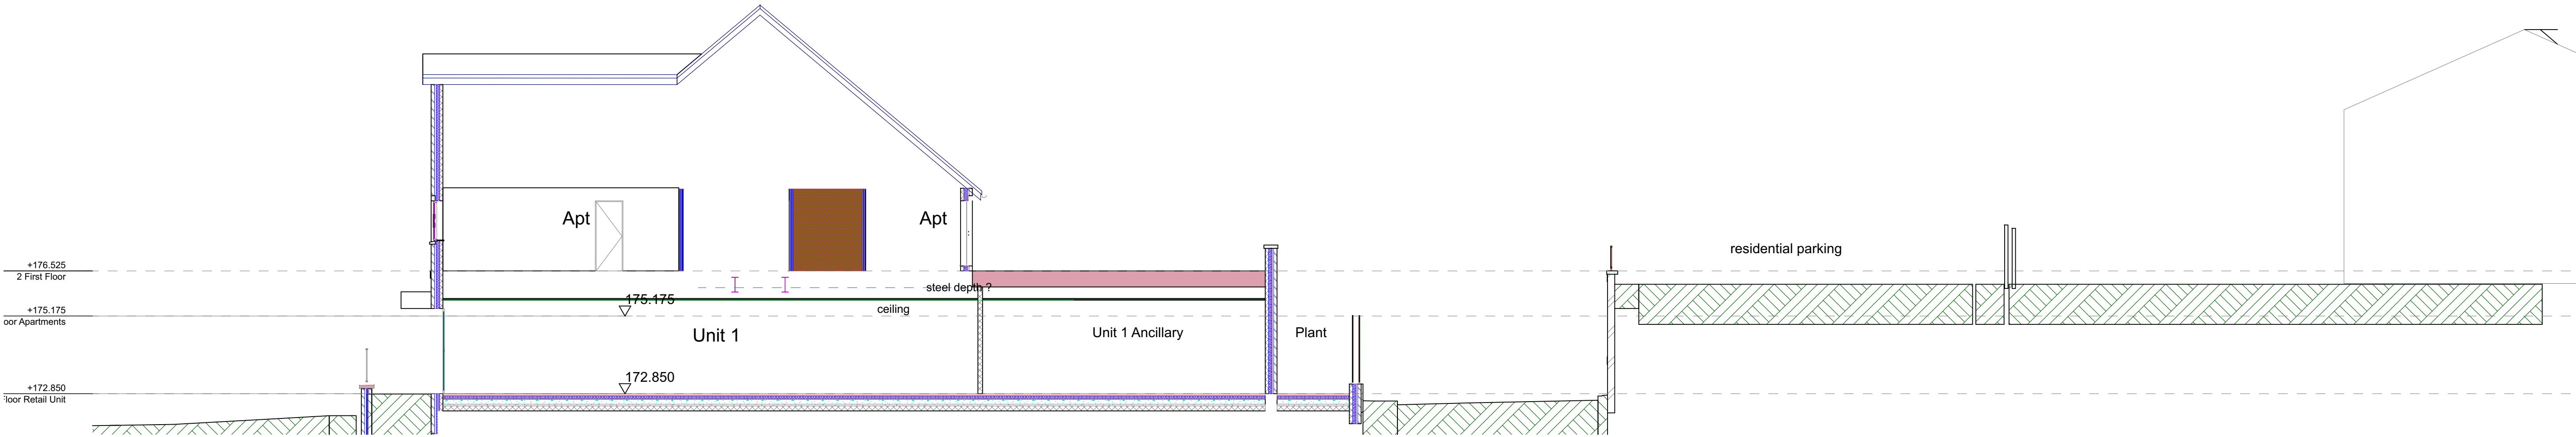 Apt
Apt
residential parking
+176.525
2 First Floor
steel depth ?
175.175
ceiling
+175.175
oor Apartments
Unit 1
Unit 1 Ancillary
Plant
172.850
+172.850
Floor Retail Unit